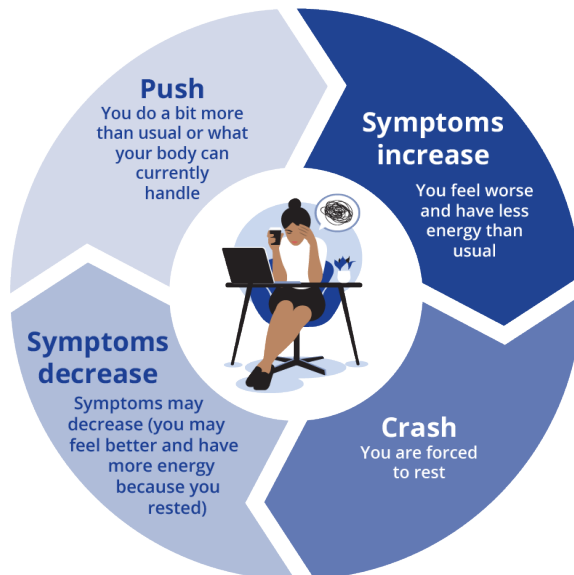 Push
You do a bit more
than usual or what
your body can
currently
handle
Symptoms
increase
You feel worse
and have less
energy than
usual
Crash
You are forced
to rest
Symptoms
decrease
Symptoms may
decrease (you may
feel better and have
more energy
because you
rested)